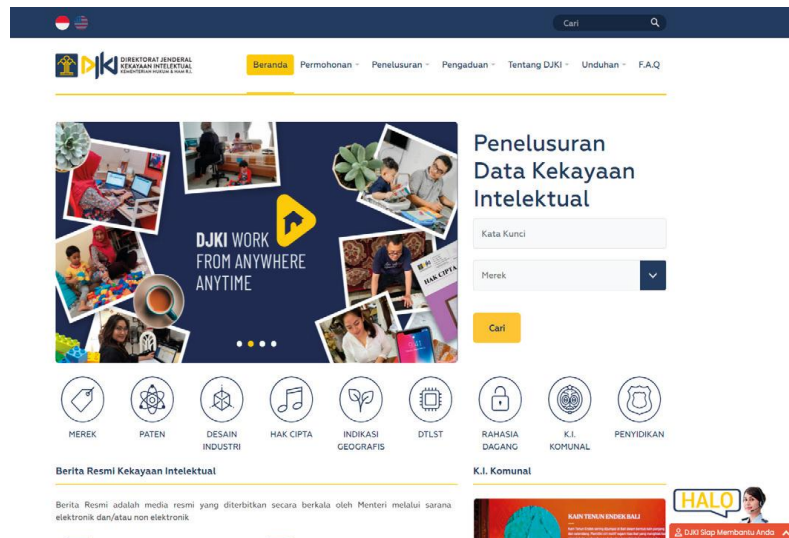 Cari
DIREKTORAT JENDERAL
KEKAYAAN INTELEKTUAL
KEMENTERIAN HUKUM & HAM R.I.
Beranda Permohonan Penelusuran Pengaduan Tentang DJKI Unduhan F.A.Q
DJKI WORK
FROM ANYWHERE
ANYTIME
HAK CIPTA
Penelusuran
Data Kekayaan
Intelektual
Kata Kunci
Merek
Cari
MEREK
PATEN
DESAIN
INDUSTRI
HAK CIPTA
INDIKASI
GEOGRAFIS
DTLST
RAHASIA
DAGANG
K.I.
KOMUNAL
PENYIDIKAN
Berita Resmi Kekayaan Intelektual
Berita Resmi adalah media resmi yang diterbitkan secara berkala oleh Menteri melalui sarana
elektronik dan/atau non elektronik
K.I. Komunal
KAIN TENUN ENDEK BALI
HALO
DJKI Siap Membantu Anda